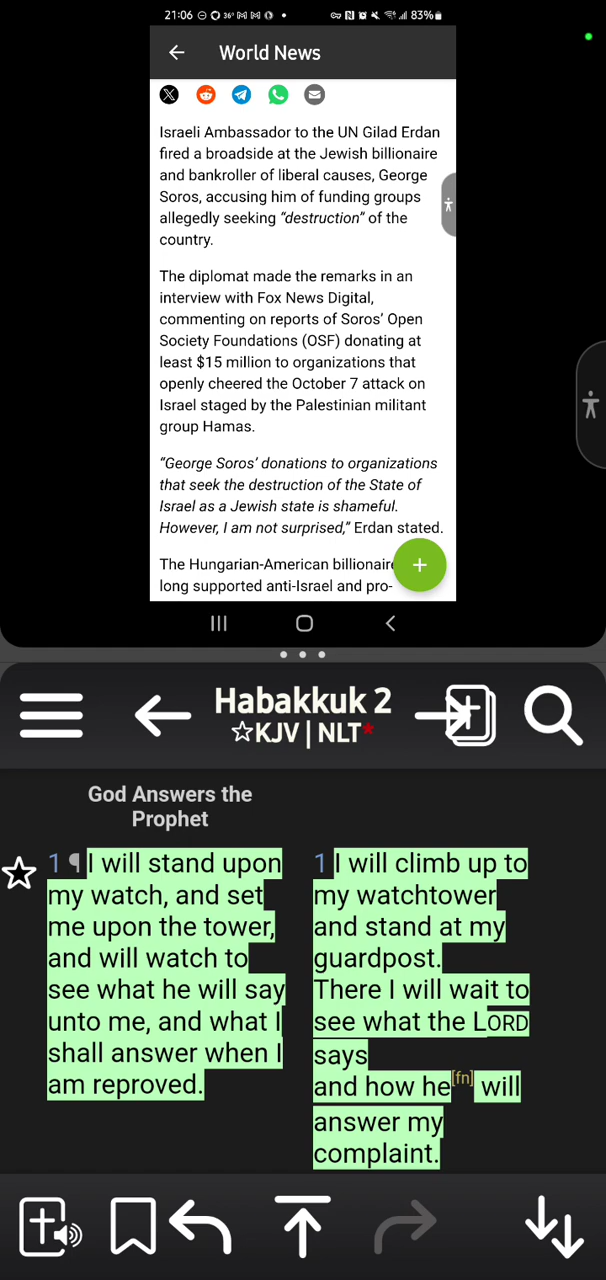 21:06 36° 83%
World News
Israeli Ambassador to the UN Gilad Erdan
fired a broadside at the Jewish billionaire
and bankroller of liberal causes, George
Soros, accusing him of funding groups
allegedly seeking “destruction” of the
country.
The diplomat made the remarks in an
interview with Fox News Digital,
commenting on reports of Soros’ Open
Society Foundations (OSF) donating at
least $15 million to organizations that
openly cheered the October 7 attack on
Israel staged by the Palestinian militant
group Hamas.
“George Soros’ donations to organizations
that seek the destruction of the State of
Israel as a Jewish state is shameful.
However, I am not surprised,” Erdan stated.
The Hungarian-American billionaire
long supported anti-Israel and pro-
Habakkuk 2
☆KJV | NLT*
God Answers the
Prophet
1 ¶ I will stand upon
my watch, and set
me upon the tower,
and will watch to
see what he will say
unto me, and what I
shall answer when I
am reproved.
1 I will climb up to
my watchtower
and stand at my
guardpost.
There I will wait to
see what the LORD
says
and how he[fn] will
answer my
complaint.